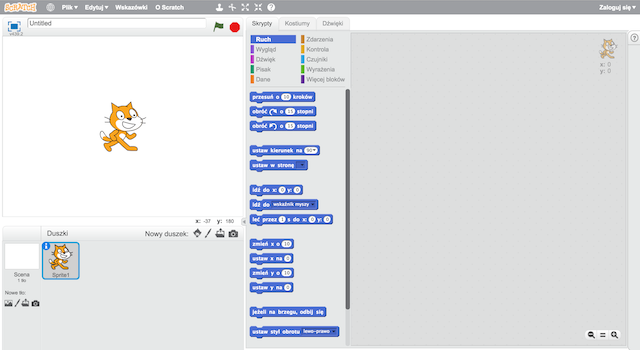 SCRATCH Plik Edytuj Wskazówki O Scratch Zaloguj się
Untitled
Skrypty Kostiumy Dźwięki
Ruch Zdarzenia
Wygląd Kontrola
Dźwięk Czujniki
Pisak Wyrażenia
Dane Więcej bloków
x: 0
y: 0
przesuń o 10 kroków
obróć o 15 stopni
obróć o 15 stopni
ustaw kierunek na 90
ustaw w stronę
idź do x: 0 y: 0
idź do wskaźnik myszy
leć przez 1 s do x: 0 y: 0
zmień x o 10
ustaw x na 0
zmień y o 10
ustaw y na 0
jeżeli na brzegu, odbij się
ustaw styl obrotu lewo-prawo
x: -37 y: 180
Duszki Nowy duszek:
Scena
1 tło
Sprite1
Nowe tło: